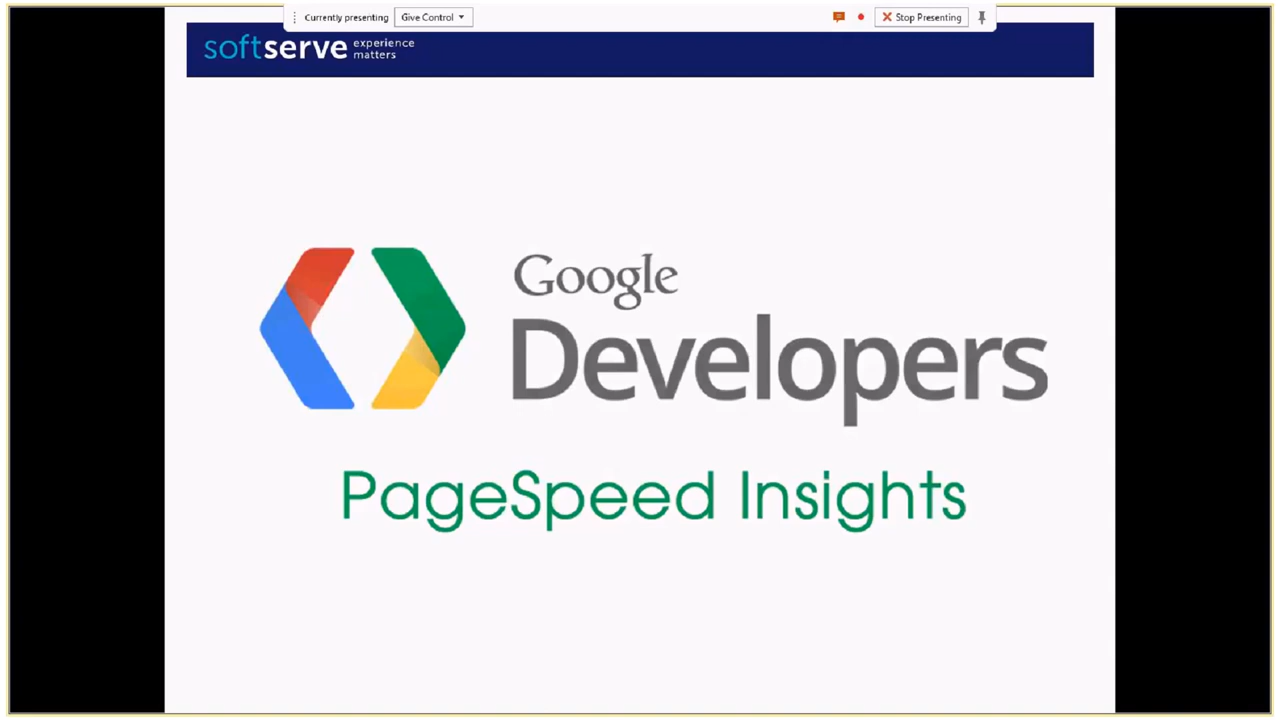 Currently presenting Give Control Stop Presenting
softserve experience matters
Google
Developers
PageSpeed Insights